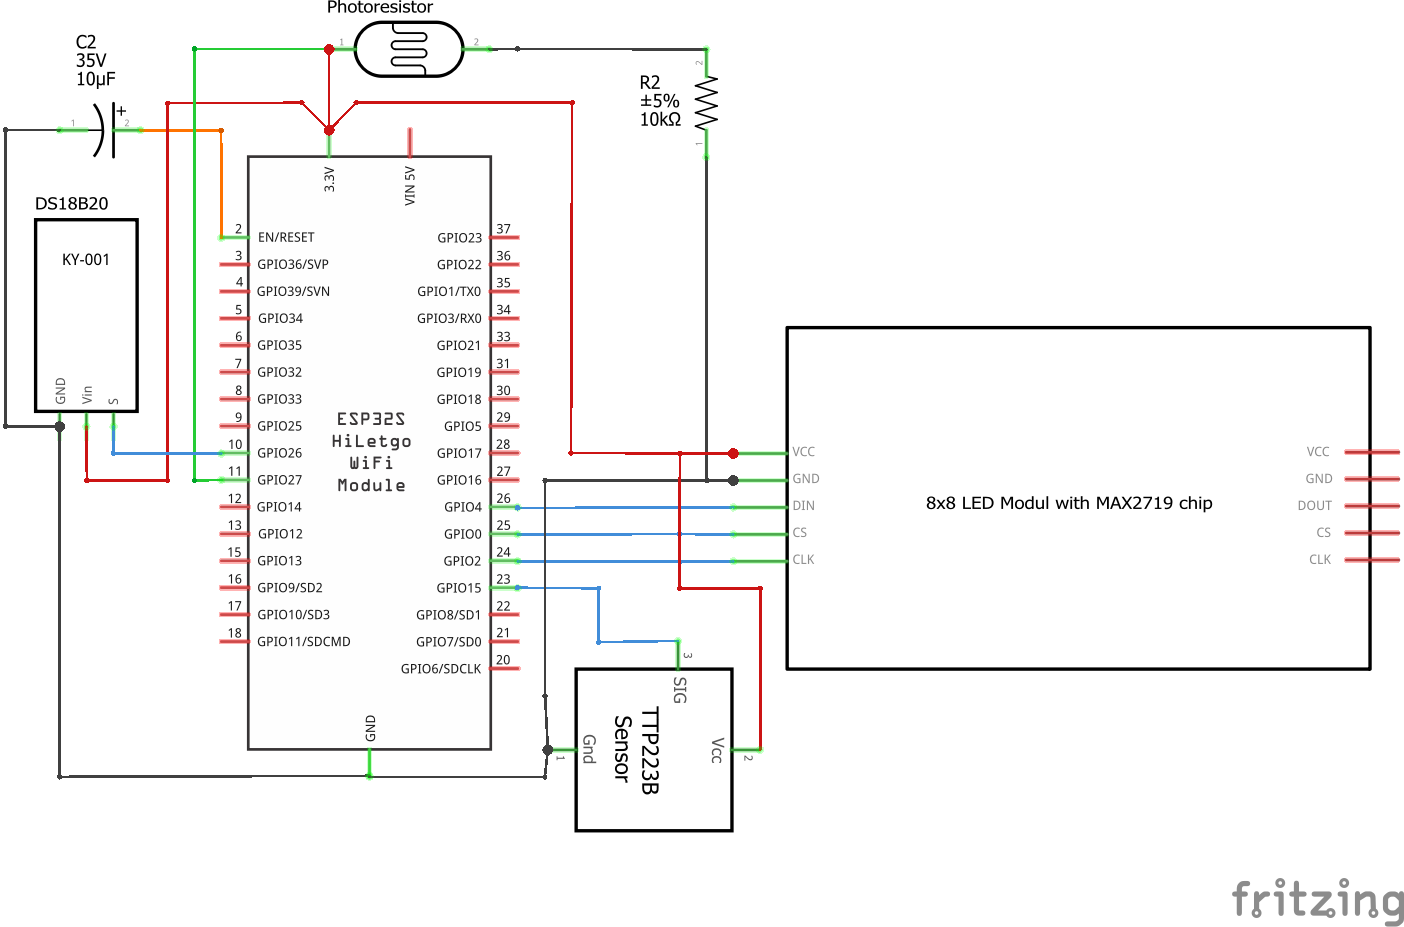 Photoresistor
1
2
C2
35V
10µF
+
1
2
R2
±5%
10kΩ
2
1
DS18B20
KY-001
GND
Vin
S
3.3V
VIN 5V
2 EN/RESET
3 GPIO36/SVP
4 GPIO39/SVN
5 GPIO34
6 GPIO35
7 GPIO32
8 GPIO33
9 GPIO25
10 GPIO26
11 GPIO27
12 GPIO14
13 GPIO12
15 GPIO13
16 GPIO9/SD2
17 GPIO10/SD3
18 GPIO11/SDCMD
ESP32S
HiLetgo
WiFi
Module
GPIO23 37
GPIO22 36
GPIO1/TX0 35
GPIO3/RX0 34
GPIO21 33
GPIO19 31
GPIO18 30
GPIO5 29
GPIO17 28
GPIO16 27
GPIO4 26
GPIO0 25
GPIO2 24
GPIO15 23
GPIO8/SD1 22
GPIO7/SD0 21
GPIO6/SDCLK 20
GND
VCC
GND
DIN
CS
CLK
8x8 LED Modul with MAX2719 chip
VCC
GND
DOUT
CS
CLK
3
SIG
TTP223B
Sensor
Gnd
1
Vcc
2
fritzing